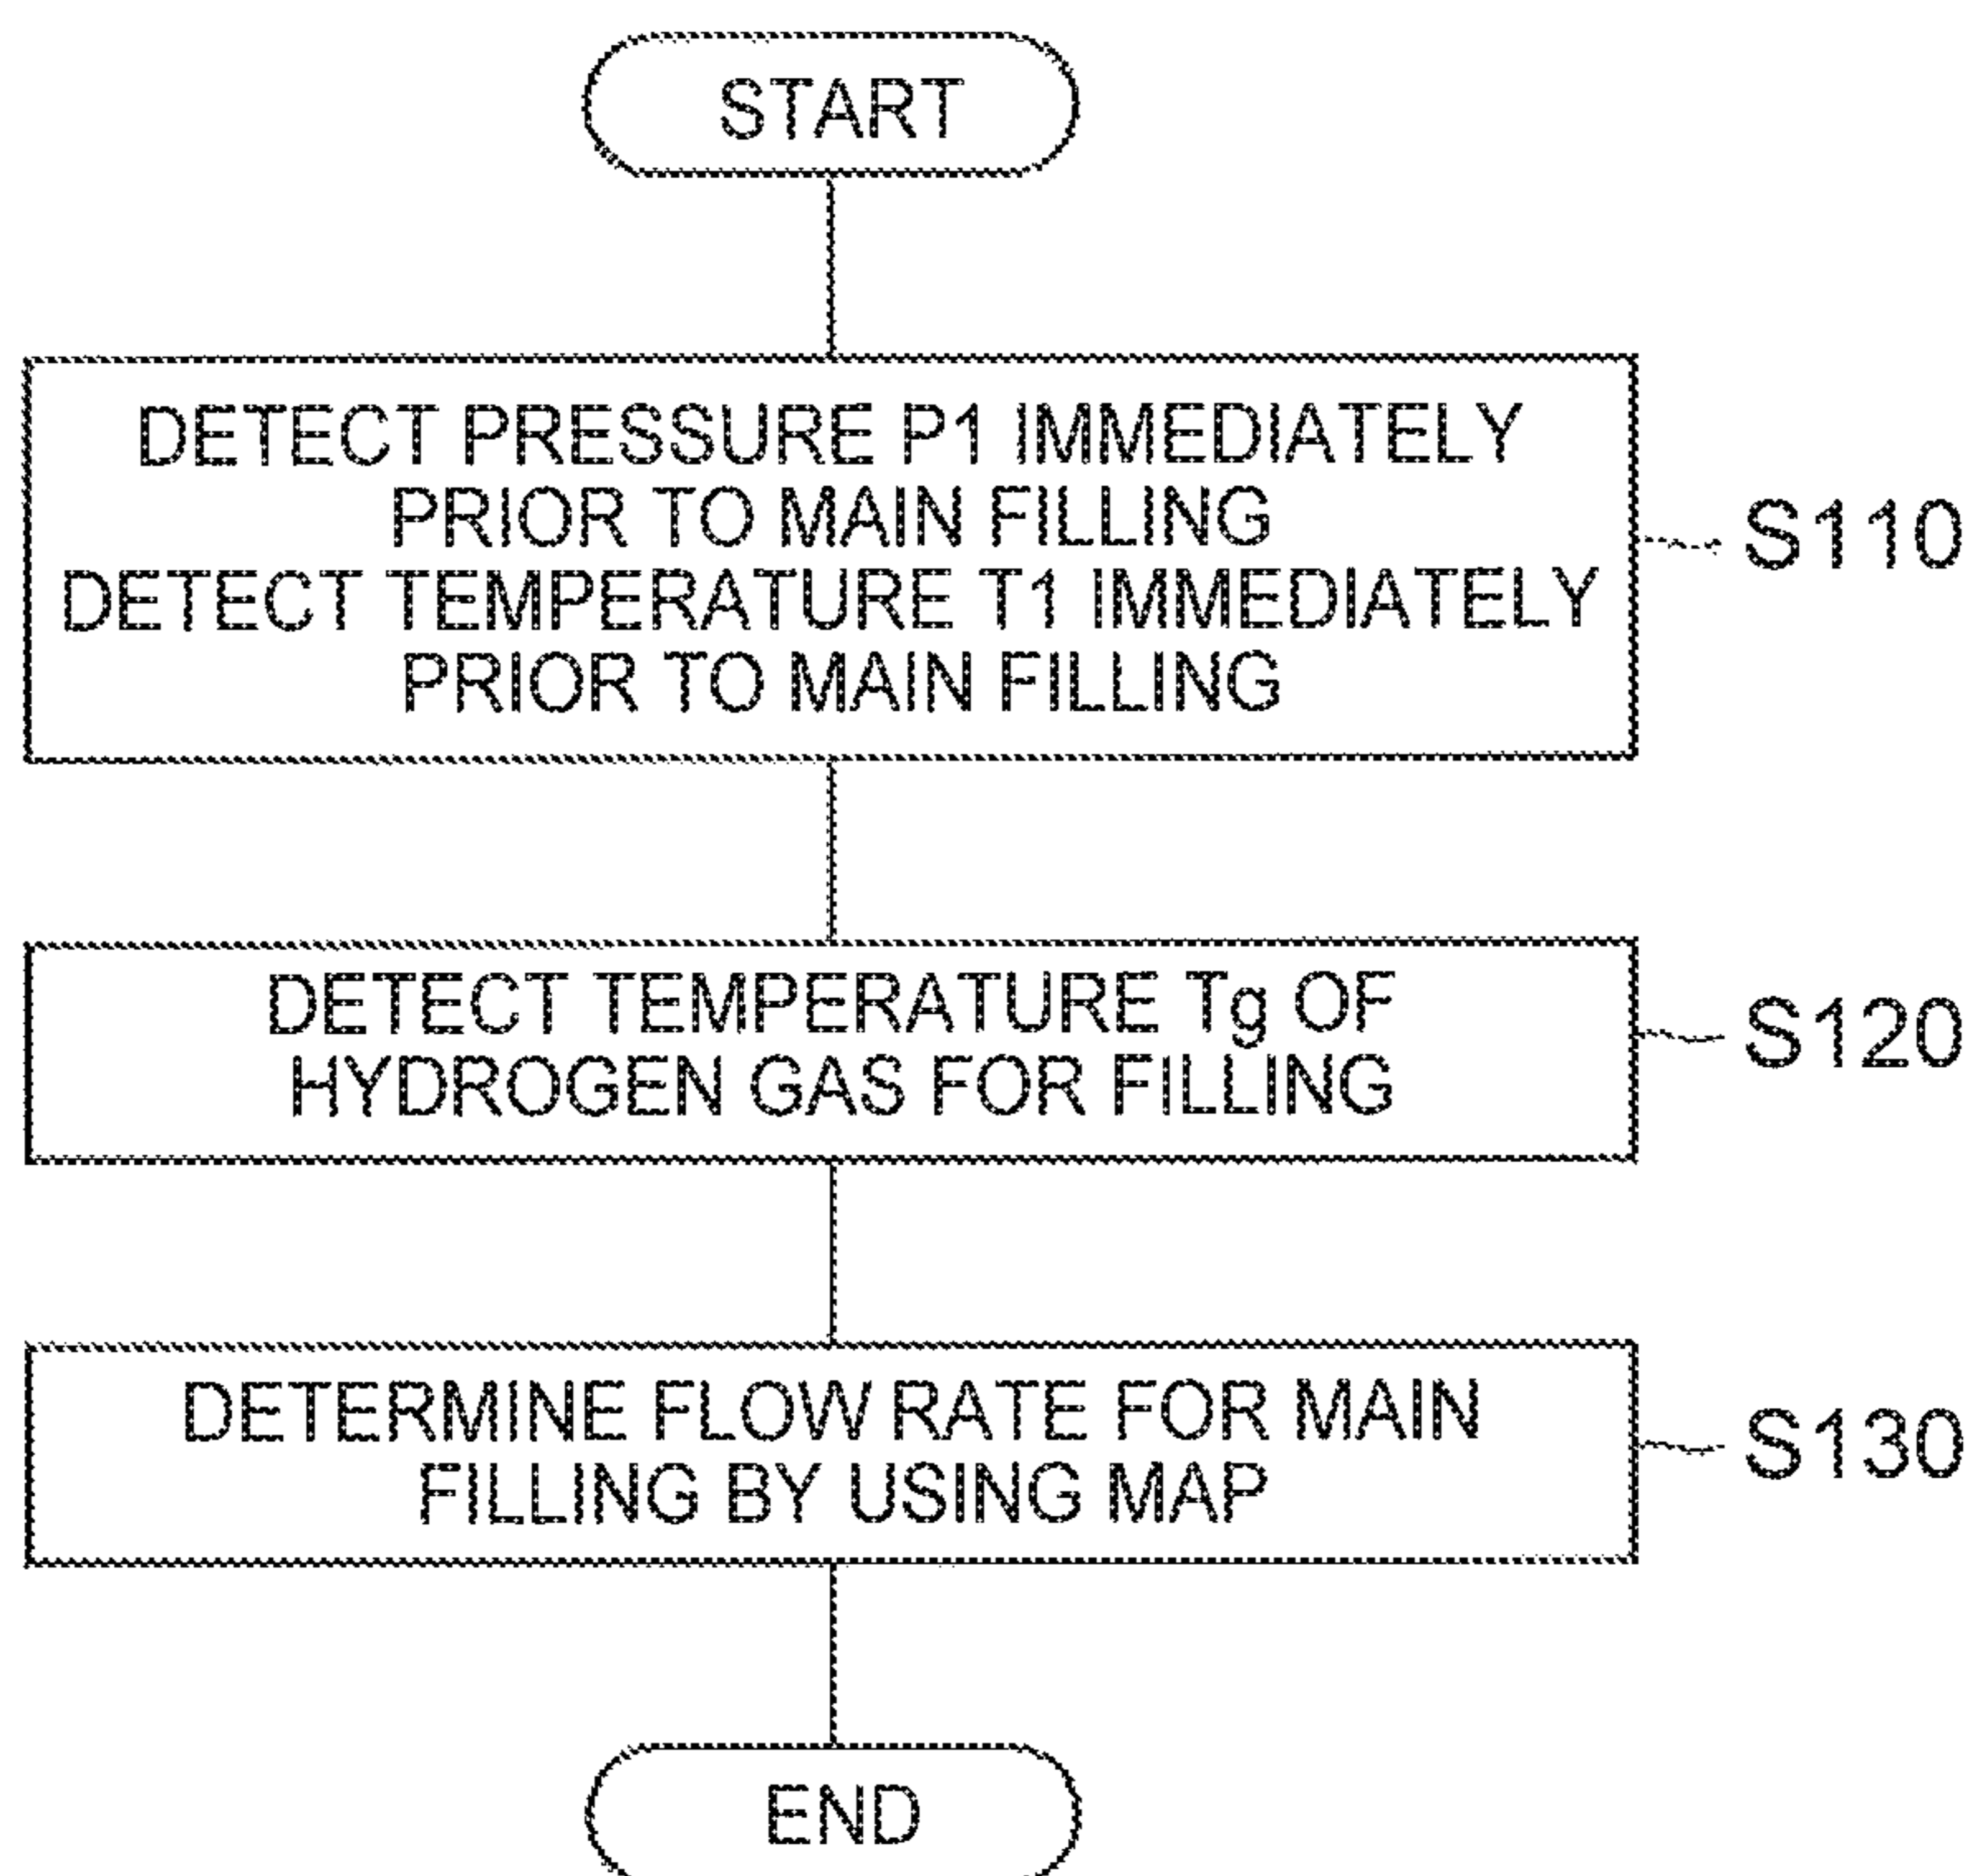 START
DETECT PRESSURE P1 IMMEDIATELY
PRIOR TO MAIN FILLING
DETECT TEMPERATURE T1 IMMEDIATELY
PRIOR TO MAIN FILLING
S110
DETECT TEMPERATURE Tg OF
HYDROGEN GAS FOR FILLING
S120
DETERMINE FLOW RATE FOR MAIN
FILLING BY USING MAP
S130
END